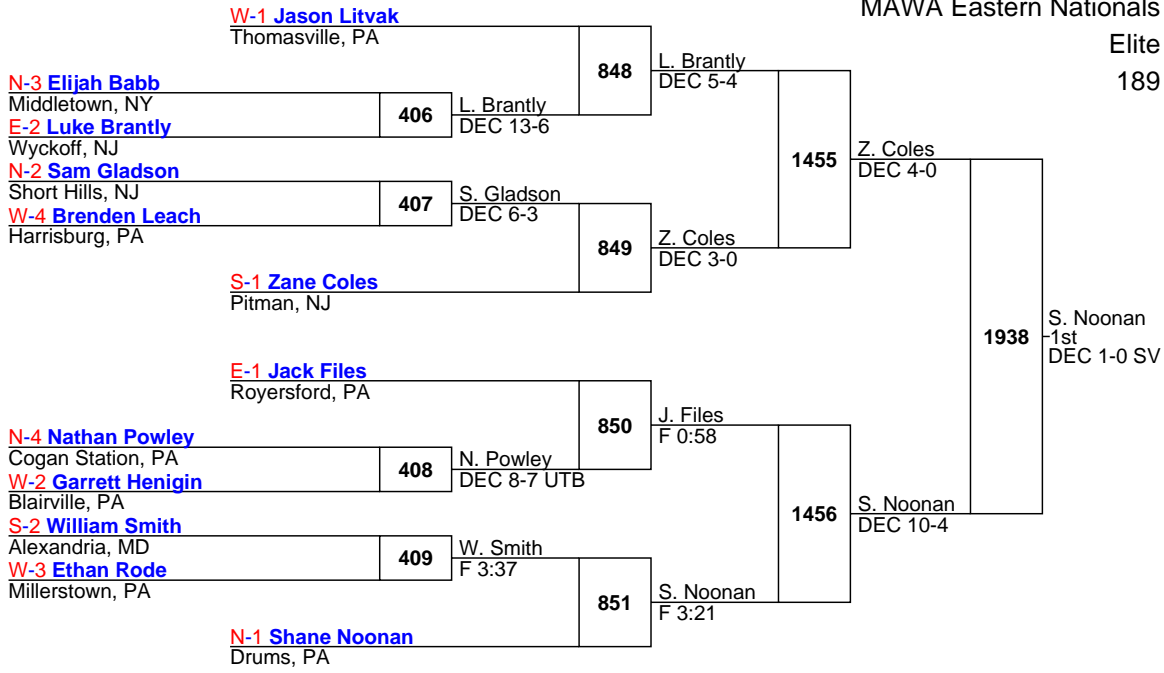 MAWA Eastern Nationals
Elite
189
W-1 Jason Litvak
Thomasville, PA
848
L. Brantly
DEC 5-4
N-3 Elijah Babb
Middletown, NY
406
L. Brantly
DEC 13-6
E-2 Luke Brantly
Wyckoff, NJ
1455
Z. Coles
DEC 4-0
N-2 Sam Gladson
Short Hills, NJ
407
S. Gladson
DEC 6-3
W-4 Brenden Leach
Harrisburg, PA
849
Z. Coles
DEC 3-0
S-1 Zane Coles
Pitman, NJ
1938
S. Noonan
1st
DEC 1-0 SV
E-1 Jack Files
Royersford, PA
850
J. Files
F 0:58
N-4 Nathan Powley
Cogan Station, PA
408
N. Powley
DEC 8-7 UTB
W-2 Garrett Henigin
Blairville, PA
1456
S. Noonan
DEC 10-4
S-2 William Smith
Alexandria, MD
409
W. Smith
F 3:37
W-3 Ethan Rode
Millerstown, PA
851
S. Noonan
F 3:21
N-1 Shane Noonan
Drums, PA